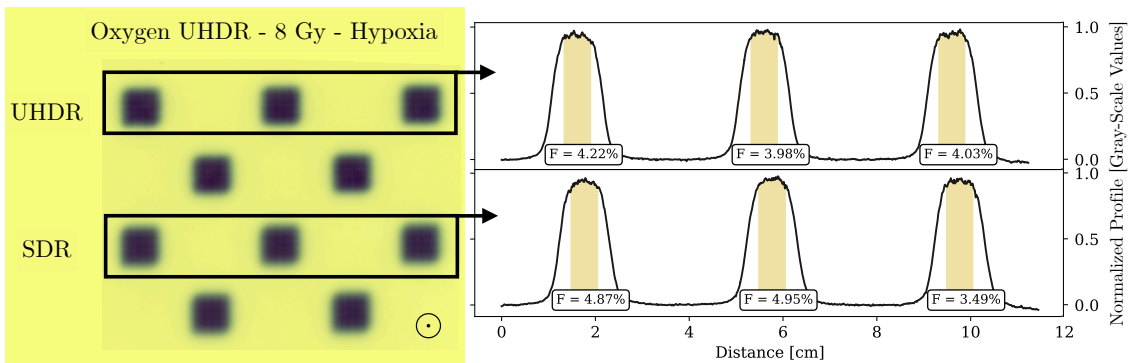 Oxygen UHDR - 8 Gy - Hypoxia
UHDR
SDR
F = 4.22%
F = 3.98%
F = 4.03%
1.0
0.5
0.0
F = 4.87%
F = 4.95%
F = 3.49%
1.0
0.5
0.0
0
2
4
6
8
10
12
Distance [cm]
Normalized Profile [Gray-Scale Values]